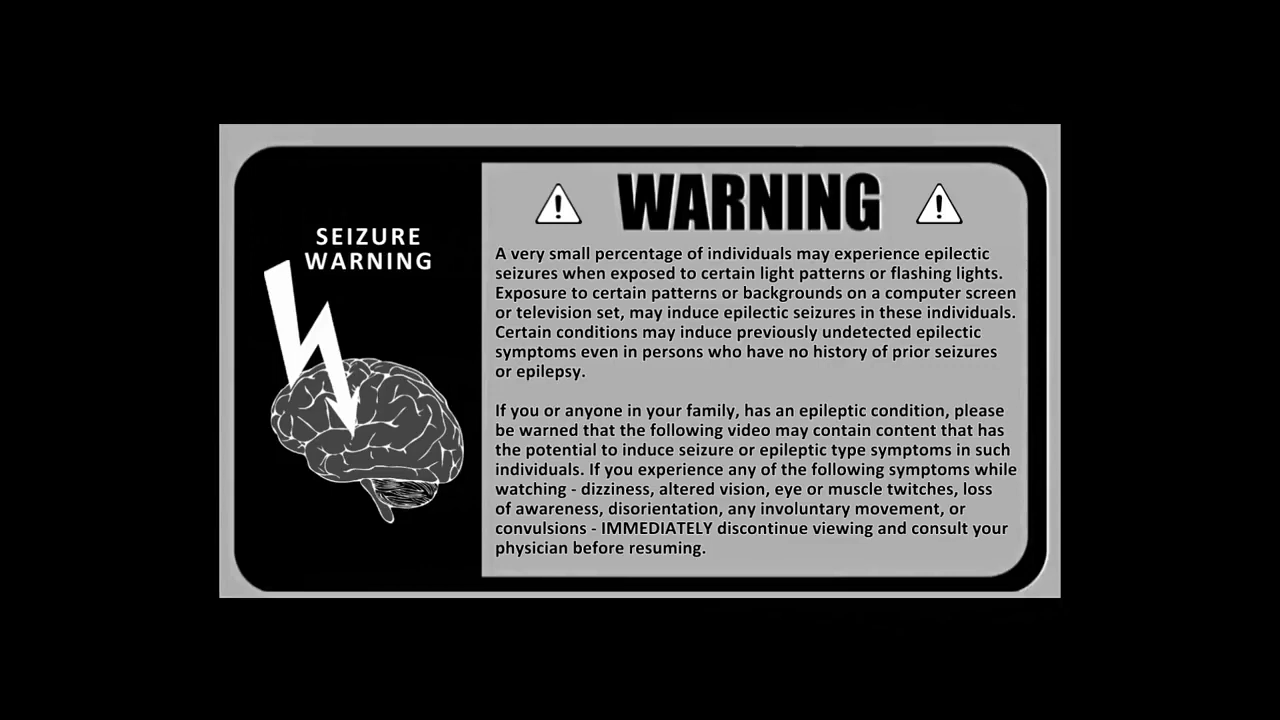 SEIZURE
WARNING
WARNING
A very small percentage of individuals may experience epilectic
seizures when exposed to certain light patterns or flashing lights.
Exposure to certain patterns or backgrounds on a computer screen
or television set, may induce epilectic seizures in these individuals.
Certain conditions may induce previously undetected epilectic
symptoms even in persons who have no history of prior seizures
or epilepsy.
If you or anyone in your family, has an epileptic condition, please
be warned that the following video may contain content that has
the potential to induce seizure or epileptic type symptoms in such
individuals. If you experience any of the following symptoms while
watching - dizziness, altered vision, eye or muscle twitches, loss
of awareness, disorientation, any involuntary movement, or
convulsions - IMMEDIATELY discontinue viewing and consult your
physician before resuming.